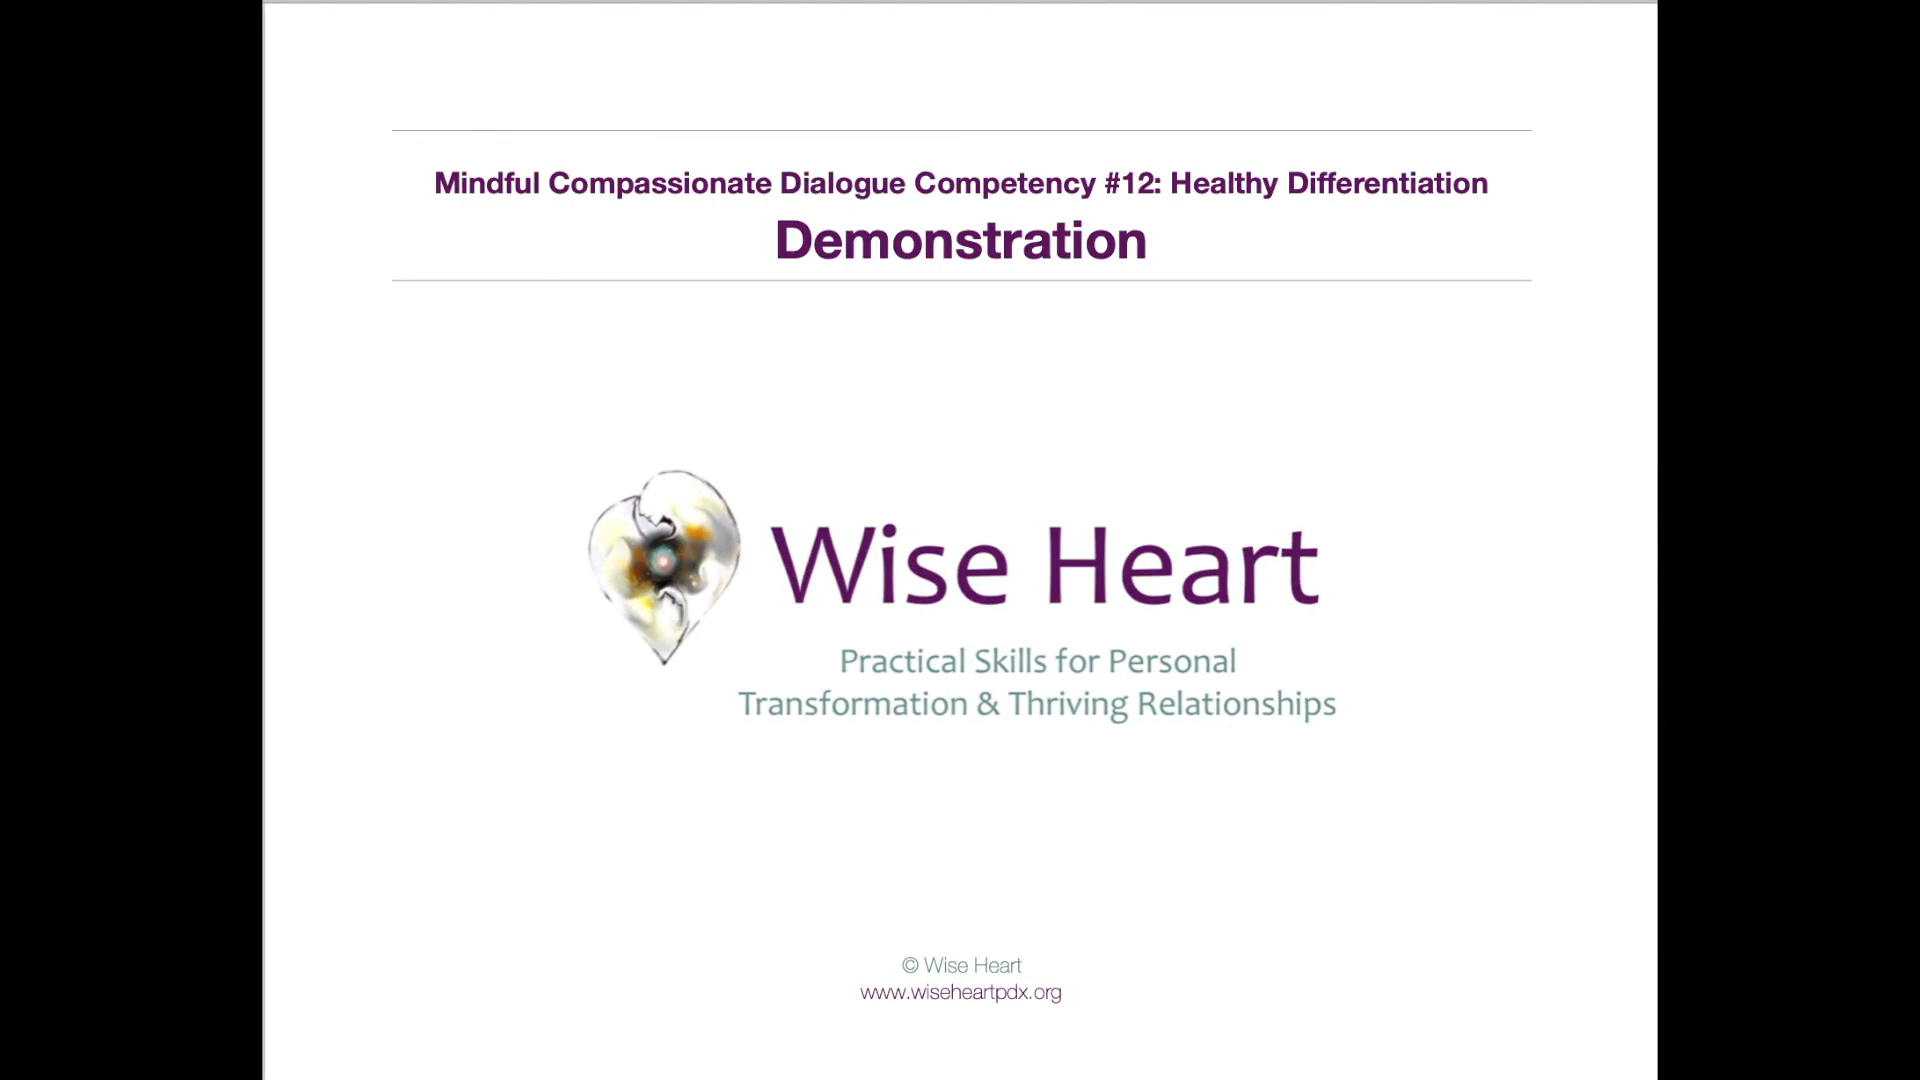 Mindful Compassionate Dialogue Competency #12: Healthy Differentiation
Demonstration
Wise Heart
Practical Skills for Personal
Transformation & Thriving Relationships
© Wise Heart
www.wiseheartpdx.org